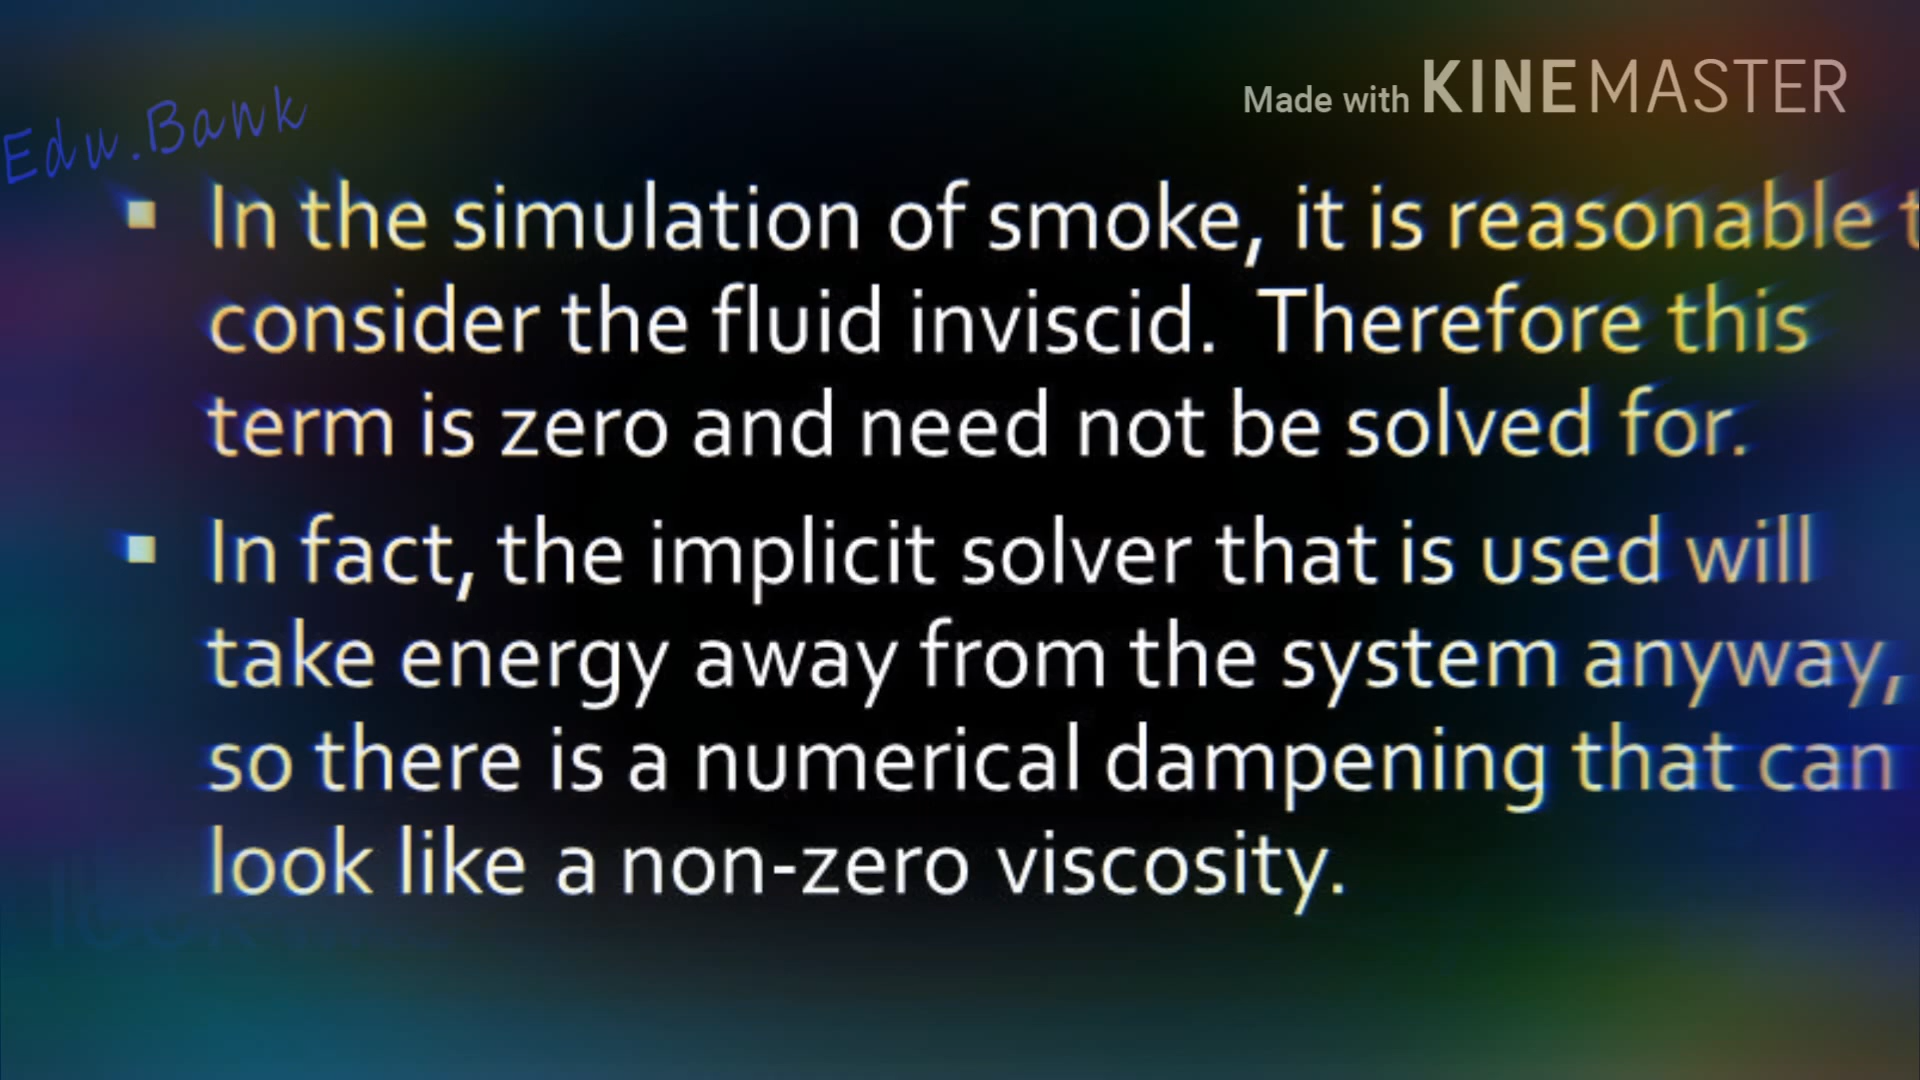 Made with KINEMASTER
Edu.Bank
▪ In the simulation of smoke, it is reasonable t
consider the fluid inviscid. Therefore this
term is zero and need not be solved for.
▪ In fact, the implicit solver that is used will
take energy away from the system anyway,
so there is a numerical dampening that can
look like a non-zero viscosity.